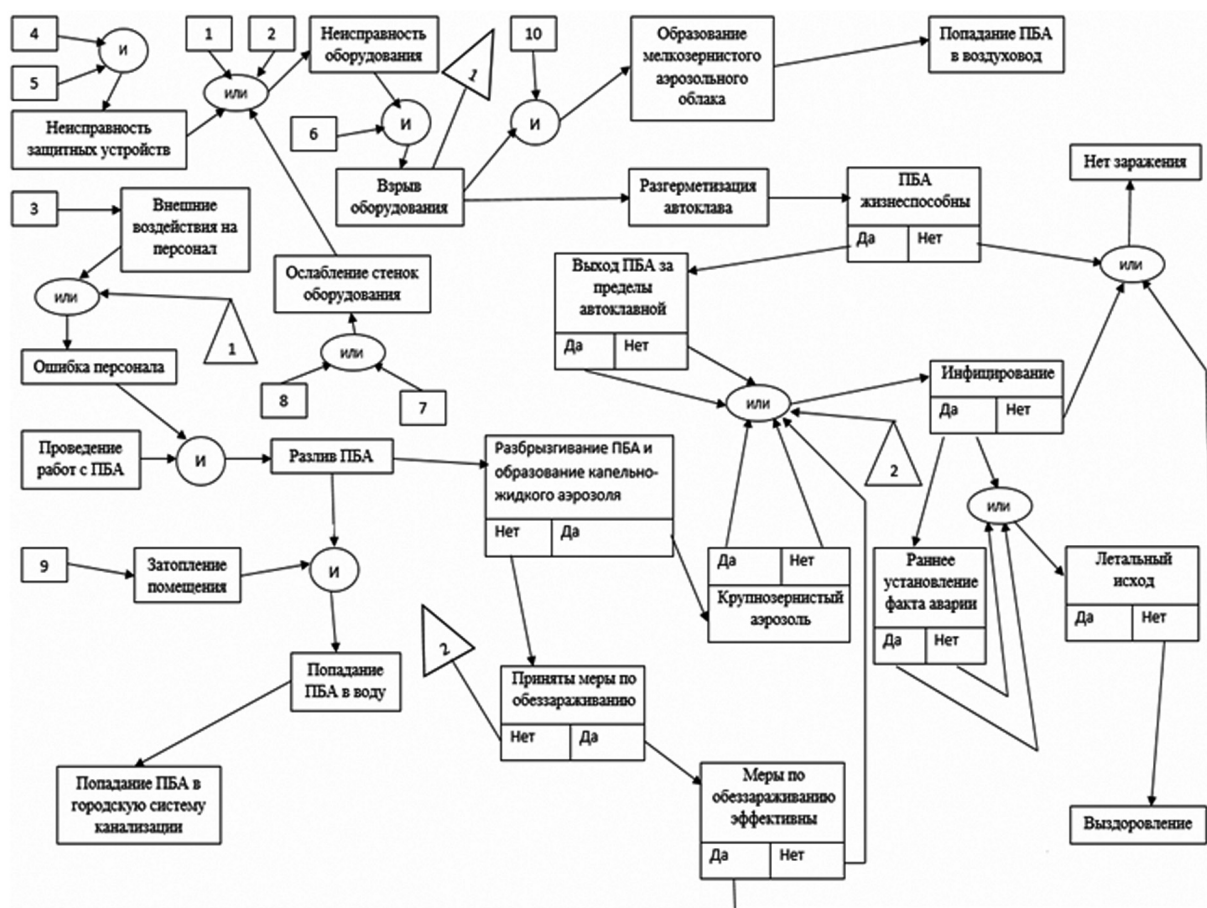 4
5
И
Неисправность
защитных устройств
1
2
или
Неисправность
оборудования
6
И
Взрыв
оборудования
1
10
И
Образование
мелкозернистого
аэрозольного
облака
Попадание ПБА
в воздуховод
Нет заражения
3
Внешние
воздействия на
персонал
или
1
Ошибка персонала
Ослабление стенок
оборудования
или
8
7
Разгерметизация
автоклава
ПБА
жизнеспособны
Да
Нет
или
Выход ПБА за
пределы
автоклавной
Да
Нет
или
2
Инфицирование
Да
Нет
Проведение
работ с ПБА
И
Разлив ПБА
Разбрызгивание ПБА и
образование капельно-
жидкого аэрозоля
Нет
Да
или
9
Затопление
помещения
И
Да
Нет
Крупнозернистый
аэрозоль
Раннее
установление
факта аварии
Да
Нет
Летальный
исход
Да
Нет
Попадание
ПБА в воду
2
Приняты меры по
обеззараживанию
Нет
Да
Попадание ПБА в
городскую систему
канализации
Меры по
обеззараживанию
эффективны
Да
Нет
Выздоровление